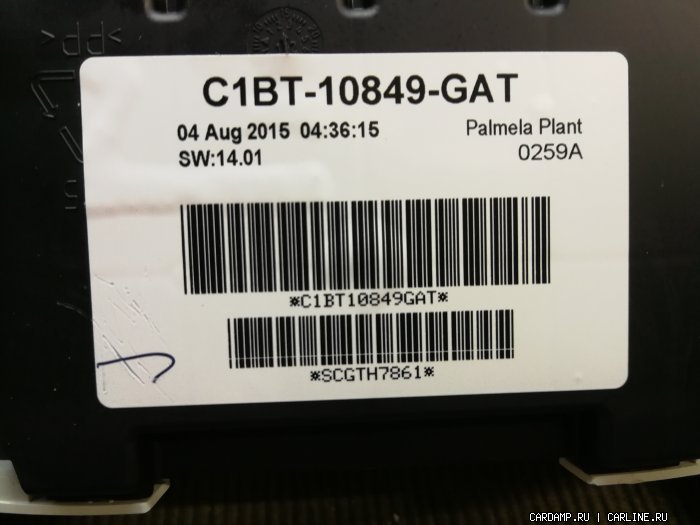 >PP<
C1BT-10849-GAT
04 Aug 2015 04:36:15
Palmela Plant
SW:14.01
0259A
*C1BT10849GAT*
*SCGTH7861*
CARDAMP.RU | CARLINE.RU